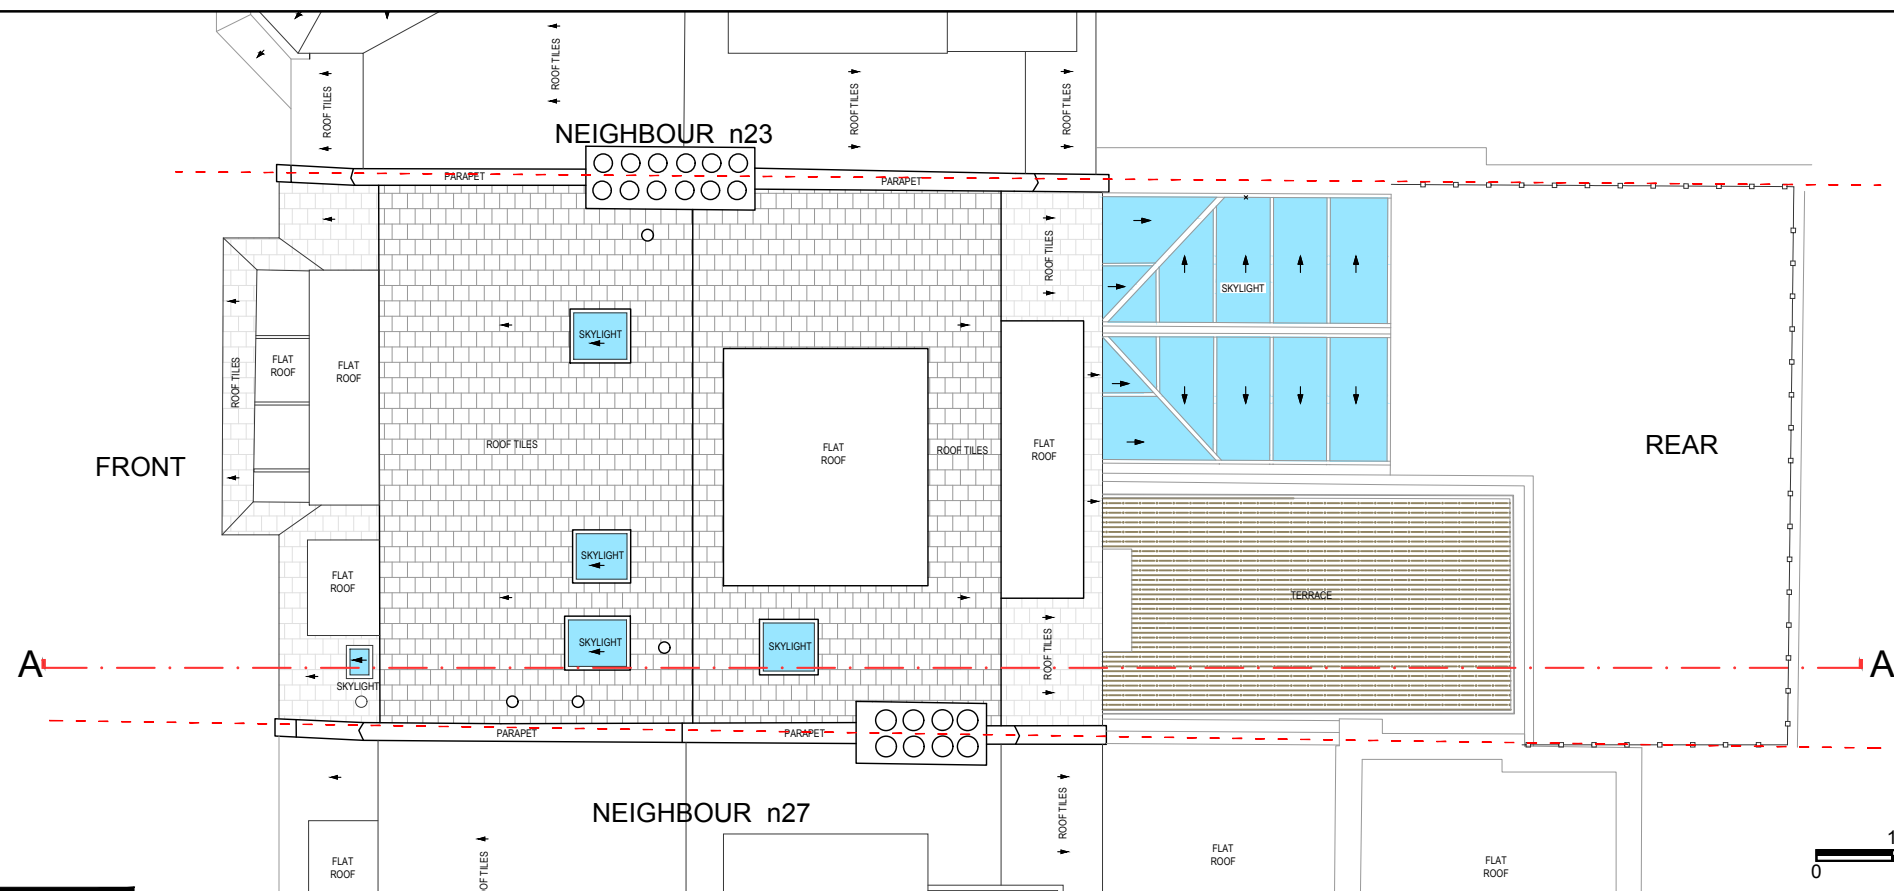 ROOF TILES
ROOF TILES
ROOF TILES
ROOF TILES
NEIGHBOUR n23
PARAPET
PARAPET
ROOF TILES
SKYLIGHT
SKYLIGHT
FLAT
ROOF
FLAT
ROOF
ROOF TILES
FRONT
ROOF TILES
FLAT
ROOF
ROOF TILES
FLAT
ROOF
REAR
SKYLIGHT
FLAT
ROOF
TERRACE
SKYLIGHT
SKYLIGHT
ROOF TILES
A
A
SKYLIGHT
PARAPET
PARAPET
NEIGHBOUR n27
ROOF TILES
FLAT
ROOF
OF TILES
FLAT
ROOF
FLAT
ROOF
1
0